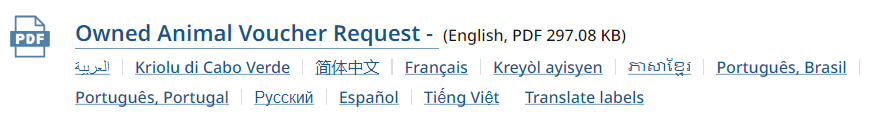 PDF
Owned Animal Voucher Request - (English, PDF 297.08 KB)
العربية Kriolu di Cabo Verde 简体中文 Français Kreyòl ayisyen ភាសាខ្មែរ Português, Brasil
Português, Portugal Русский Español Tiếng Việt Translate labels